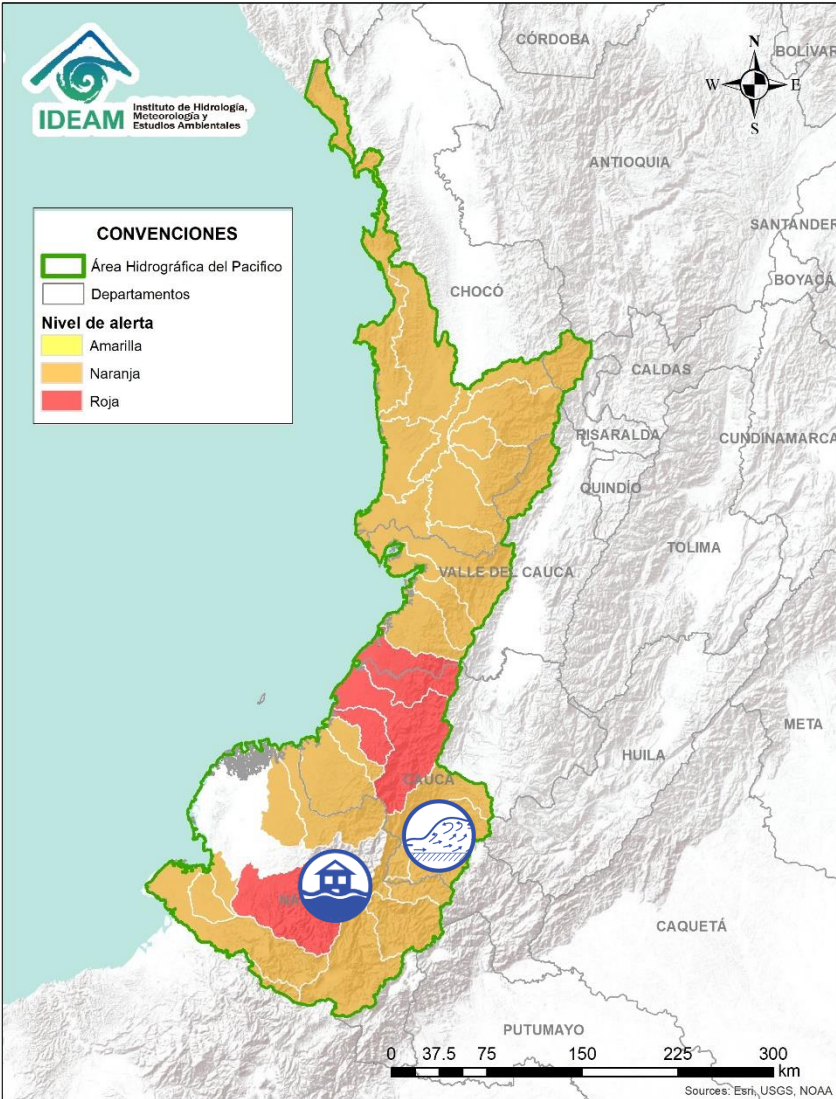 IDEAM
Instituto de Hidrología,
Meteorología y
Estudios Ambientales
N
W E
S
CÓRDOBA
BOLÍVAR
ANTIOQUIA
SANTANDER
BOYACÁ
CHOCÓ
CALDAS
RISARALDA
CUNDINAMARCA
QUINDÍO
TOLIMA
VALLE DEL CAUCA
META
HUILA
CAUCA
NA
CAQUETÁ
PUTUMAYO
CONVENCIONES
Área Hidrográfica del Pacifico
Departamentos
Nivel de alerta
Amarilla
Naranja
Roja
0 37.5 75 150 225 300
km
Sources: Esri, USGS, NOAA